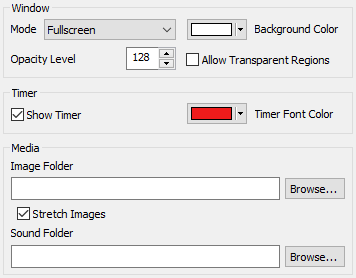 Window
Mode Fullscreen Background Color
Opacity Level 128 Allow Transparent Regions
Timer
Show Timer Timer Font Color
Media
Image Folder
Browse...
Stretch Images
Sound Folder
Browse...